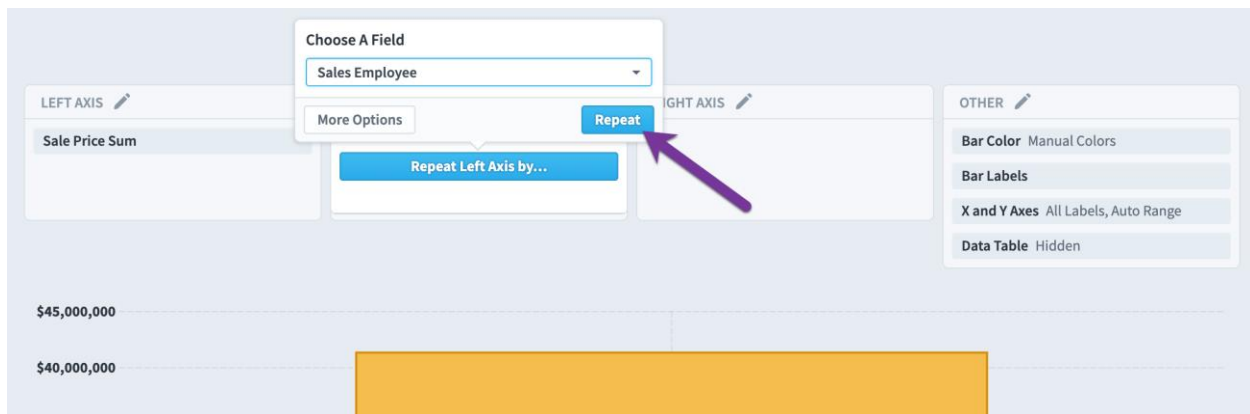 Choose A Field
Sales Employee
More Options
Repeat
LEFT AXIS
Sale Price Sum
Repeat Left Axis by...
GHT AXIS
OTHER
Bar Color Manual Colors
Bar Labels
X and Y Axes All Labels, Auto Range
Data Table Hidden
$45,000,000
$40,000,000